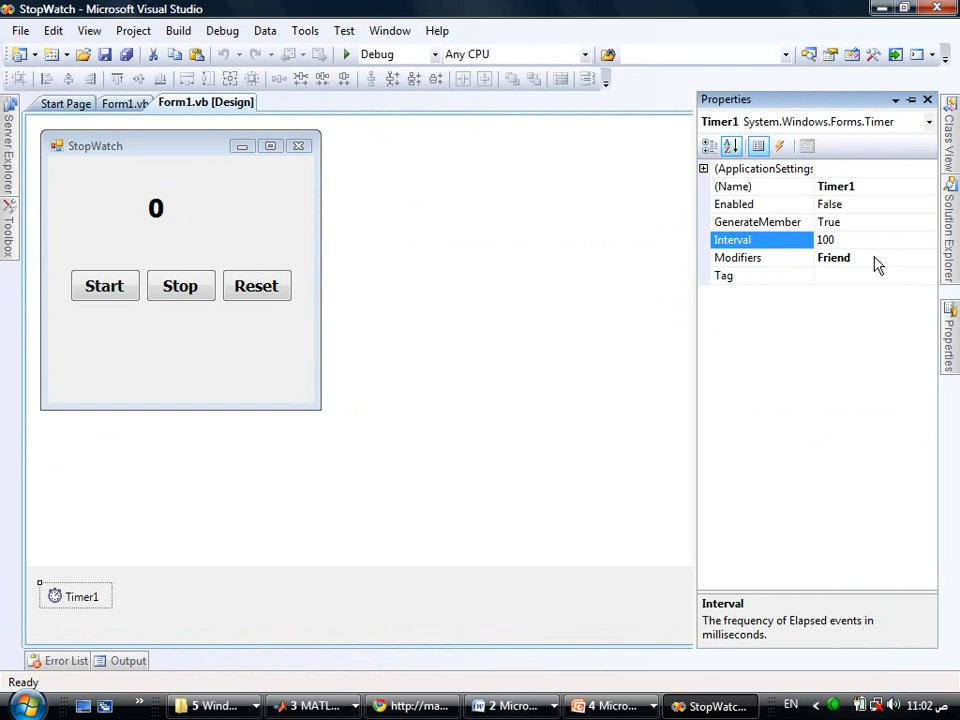 StopWatch - Microsoft Visual Studio
File Edit View Project Build Debug Data Tools Test Window Help
Debug Any CPU
Start Page Form1.vb Form1.vb [Design]
Server Explorer
Toolbox
StopWatch
0
Start Stop Reset
Timer1
Properties
Timer1 System.Windows.Forms.Timer
(ApplicationSettings
(Name) Timer1
Enabled False
GenerateMember True
Interval 100
Modifiers Friend
Tag
Interval
The frequency of Elapsed events in
milliseconds.
Class View
Solution Explorer
Properties
Error List Output
Ready
5 Wind... 3 MATL... http://ma... 2 Micro... 4 Micro... StopWatc... EN 11:02 ص